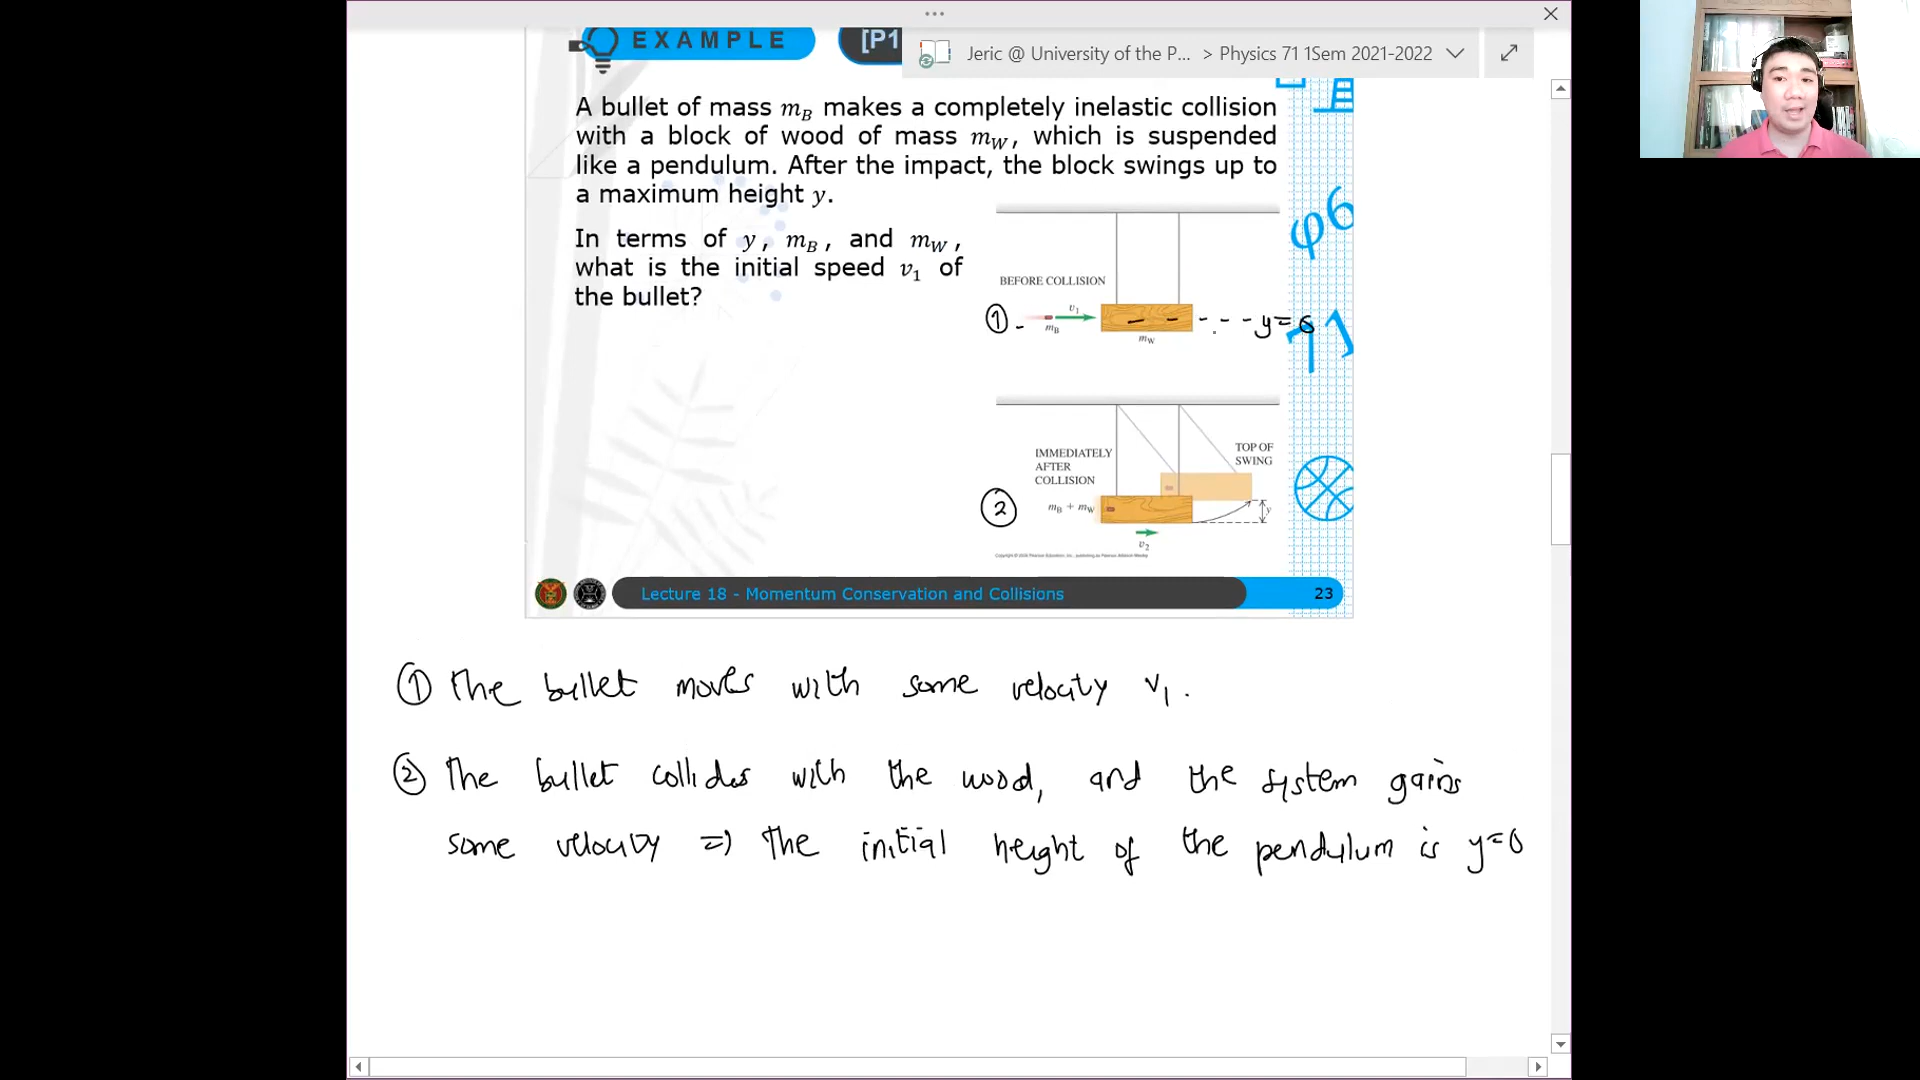 EXAMPLE
[P1
Jeric @ University of the P... > Physics 71 1Sem 2021-2022
A bullet of mass m_B makes a completely inelastic collision
with a block of wood of mass m_W, which is suspended
like a pendulum. After the impact, the block swings up to
a maximum height y.
In terms of y, m_B, and m_W,
what is the initial speed v_1 of
the bullet?
BEFORE COLLISION
① v_1
m_B
m_W
y=0
φ6
71
IMMEDIATELY
AFTER
COLLISION
TOP OF
SWING
② m_B + m_W
y
v_2
Lecture 18 - Momentum Conservation and Collisions
23
① The bullet moves with some velocity v_1.
② The bullet collides with the wood, and the system gains
some velocity => the initial height of the pendulum is y=0